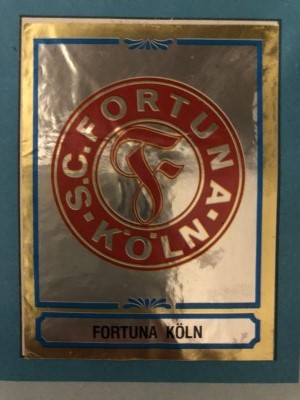 S.C. FORTUNA · KÖLN ·
F
FORTUNA KÖLN